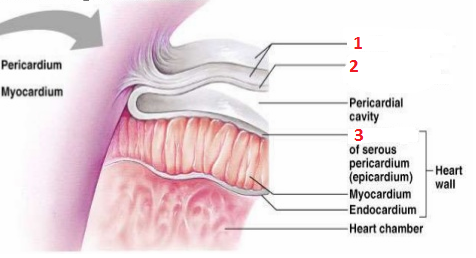 1
2
Pericardium
Myocardium
Pericardial
cavity
3
of serous
pericardium
(epicardium)
Myocardium
Endocardium
Heart chamber
Heart
wall